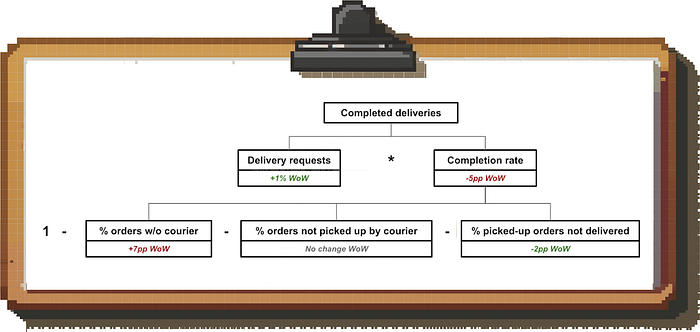 Completed deliveries
Delivery requests * Completion rate
+1% WoW -5pp WoW
1 - % orders w/o courier - % orders not picked up by courier - % picked-up orders not delivered
+7pp WoW No change WoW -2pp WoW